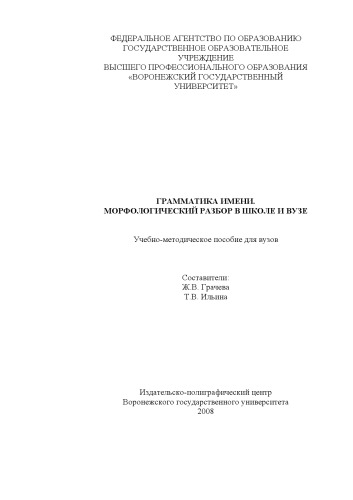 ФЕДЕРАЛЬНОЕ АГЕНТСТВО ПО ОБРАЗОВАНИЮ
ГОСУДАРСТВЕННОЕ ОБРАЗОВАТЕЛЬНОЕ
УЧРЕЖДЕНИЕ
ВЫСШЕГО ПРОФЕССИОНАЛЬНОГО ОБРАЗОВАНИЯ
«ВОРОНЕЖСКИЙ ГОСУДАРСТВЕННЫЙ
УНИВЕРСИТЕТ»
ГРАММАТИКА ИМЕНИ.
МОРФОЛОГИЧЕСКИЙ РАЗБОР В ШКОЛЕ И ВУЗЕ
Учебно-методическое пособие для вузов
Составители:
Ж.В. Грачева
Т.В. Ильина
Издательско-полиграфический центр
Воронежского государственного университета
2008